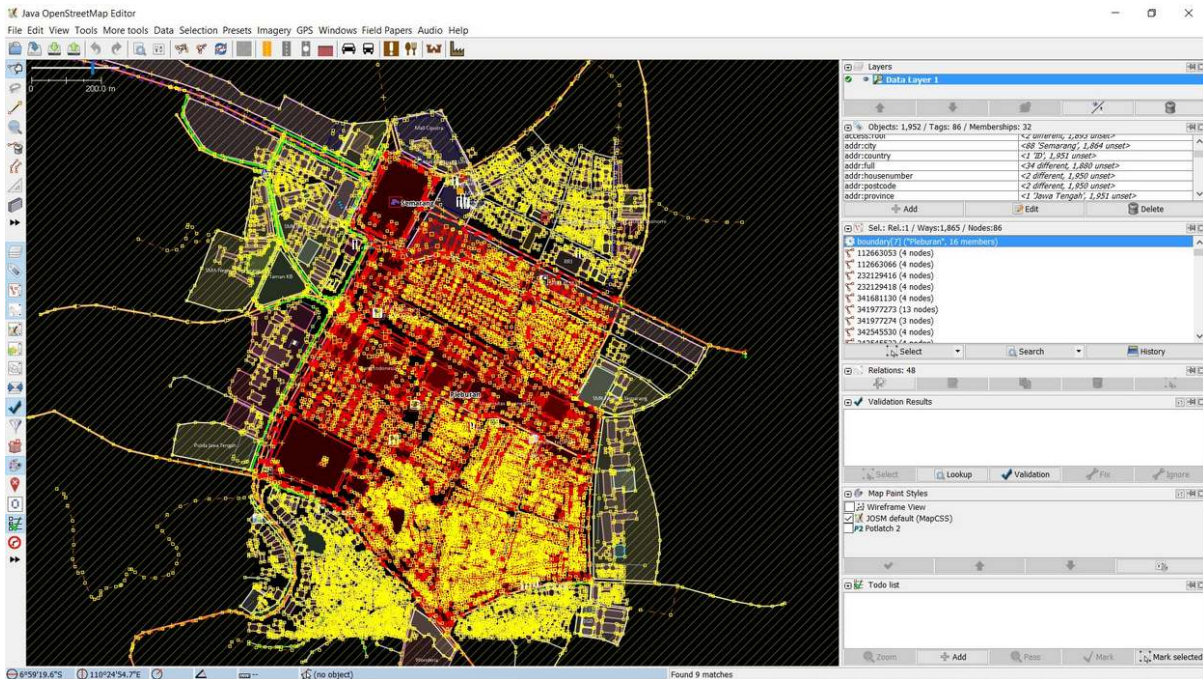 Java OpenStreetMap Editor
File Edit View Tools More tools Data Selection Presets Imagery GPS Windows Field Papers Audio Help
0 200.0 m
Semarang
Taman KB
BBS
Pleburan
Polda Jawa Tengah
Wonodri
Layers
Data Layer 1
Objects: 1,952 / Tags: 86 / Memberships: 32
addr:city <88 'Semarang', 1,864 unset>
addr:country <1 'ID', 1,951 unset>
addr:full <34 different, 1,880 unset>
addr:housenumber <2 different, 1,950 unset>
addr:postcode <2 different, 1,950 unset>
addr:province <1 'Jawa Tengah', 1,951 unset>
Add Edit Delete
Sel.: Rel.:1 / Ways:1,865 / Nodes:86
boundary[7] ("Pleburan", 16 members)
112663053 (4 nodes)
112663066 (4 nodes)
232129416 (4 nodes)
232129418 (4 nodes)
341681130 (4 nodes)
341977273 (13 nodes)
341977274 (3 nodes)
342545530 (4 nodes)
Select Search History
Relations: 48
Validation Results
Select Lookup Validation Fix Ignore
Map Paint Styles
Wireframe View
JOSM default (MapCSS)
Potlatch 2
Todo list
Zoom Add Pass Mark Mark selected
6°59'19.6"S 110°24'54.7"E -- (no object) Found 9 matches